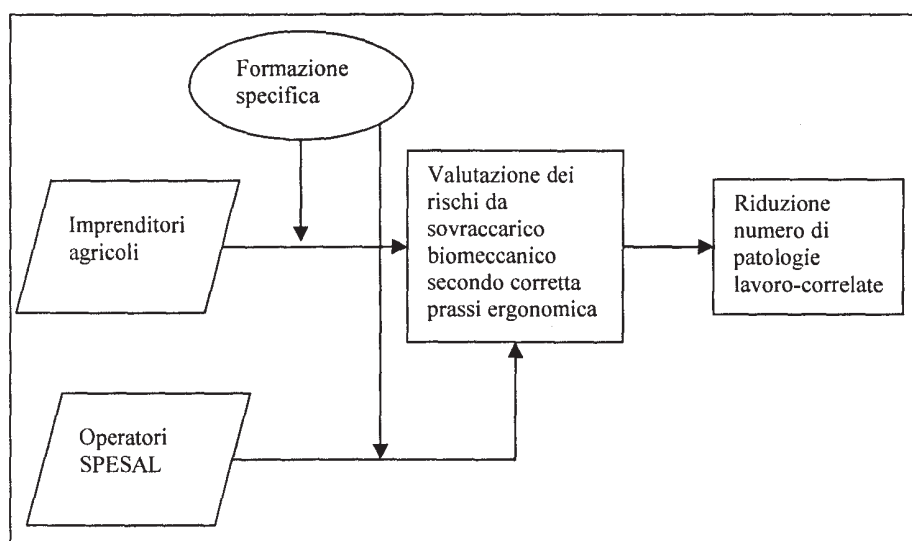 Formazione
specifica
Imprenditori
agricoli
Valutazione dei
rischi da
sovraccarico
biomeccanico
secondo corretta
prassi ergonomica
Riduzione
numero di
patologie
lavoro-correlate
Operatori
SPESAL